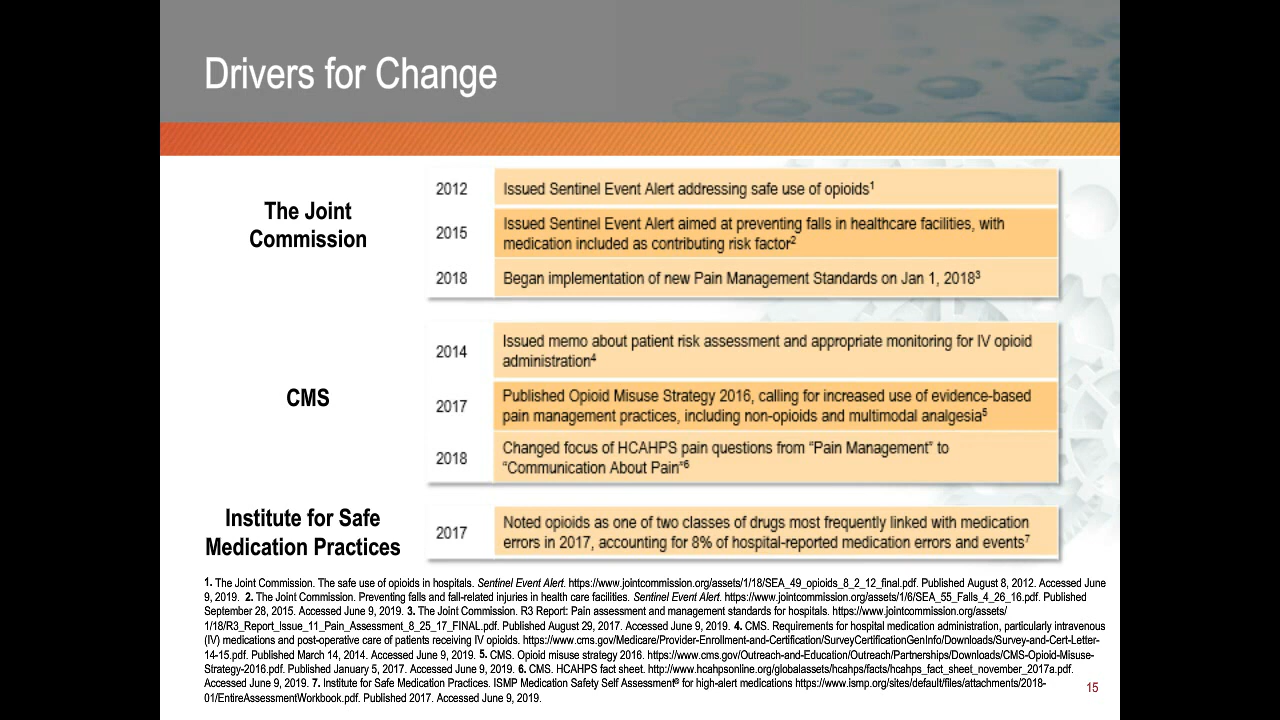 Drivers for Change
The Joint
Commission
2012
Issued Sentinel Event Alert addressing safe use of opioids1
2015
Issued Sentinel Event Alert aimed at preventing falls in healthcare facilities, with
medication included as contributing risk factor2
2018
Began implementation of new Pain Management Standards on Jan 1, 20183
CMS
2014
Issued memo about patient risk assessment and appropriate monitoring for IV opioid
administration4
2017
Published Opioid Misuse Strategy 2016, calling for increased use of evidence-based
pain management practices, including non-opioids and multimodal analgesia5
2018
Changed focus of HCAHPS pain questions from “Pain Management” to
“Communication About Pain”6
Institute for Safe
Medication Practices
2017
Noted opioids as one of two classes of drugs most frequently linked with medication
errors in 2017, accounting for 8% of hospital-reported medication errors and events7
1. The Joint Commission. The safe use of opioids in hospitals. Sentinel Event Alert. https://www.jointcommission.org/assets/1/18/SEA_49_opioids_8_2_12_final.pdf. Published August 8, 2012. Accessed June
9, 2019. 2. The Joint Commission. Preventing falls and fall-related injuries in health care facilities. Sentinel Event Alert. https://www.jointcommission.org/assets/1/6/SEA_55_Falls_4_26_16.pdf. Published
September 28, 2015. Accessed June 9, 2019. 3. The Joint Commission. R3 Report: Pain assessment and management standards for hospitals. https://www.jointcommission.org/assets/
1/18/R3_Report_Issue_11_Pain_Assessment_8_25_17_FINAL.pdf. Published August 29, 2017. Accessed June 9, 2019. 4. CMS. Requirements for hospital medication administration, particularly intravenous
(IV) medications and post-operative care of patients receiving IV opioids. https://www.cms.gov/Medicare/Provider-Enrollment-and-Certification/SurveyCertificationGenInfo/Downloads/Survey-and-Cert-Letter-
14-15.pdf. Published March 14, 2014. Accessed June 9, 2019. 5. CMS. Opioid misuse strategy 2016. https://www.cms.gov/Outreach-and-Education/Outreach/Partnerships/Downloads/CMS-Opioid-Misuse-
Strategy-2016.pdf. Published January 5, 2017. Accessed June 9, 2019. 6. CMS. HCAHPS fact sheet. http://www.hcahpsonline.org/globalassets/hcahps/facts/hcahps_fact_sheet_november_2017a.pdf.
Accessed June 9, 2019. 7. Institute for Safe Medication Practices. ISMP Medication Safety Self Assessment® for high-alert medications https://www.ismp.org/sites/default/files/attachments/2018-
01/EntireAssessmentWorkbook.pdf. Published 2017. Accessed June 9, 2019.
15